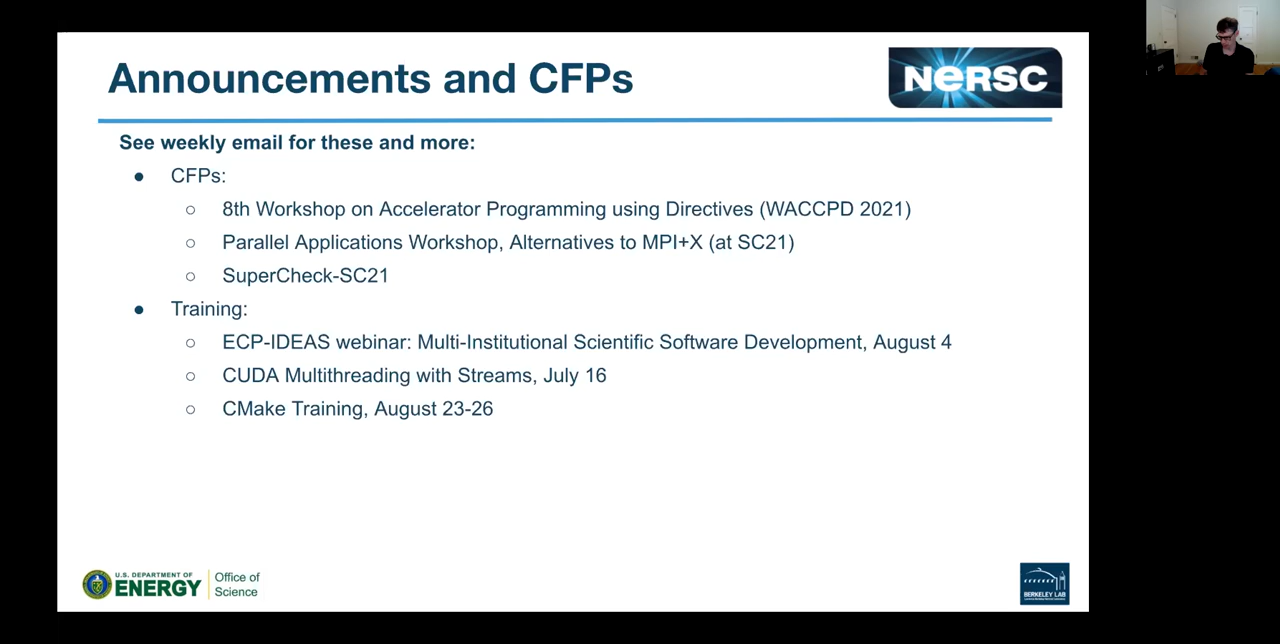 Announcements and CFPs
NERSC
See weekly email for these and more:
● CFPs:
○ 8th Workshop on Accelerator Programming using Directives (WACCPD 2021)
○ Parallel Applications Workshop, Alternatives to MPI+X (at SC21)
○ SuperCheck-SC21
● Training:
○ ECP-IDEAS webinar: Multi-Institutional Scientific Software Development, August 4
○ CUDA Multithreading with Streams, July 16
○ CMake Training, August 23-26
U.S. DEPARTMENT OF
ENERGY
Office of
Science
BERKELEY LAB